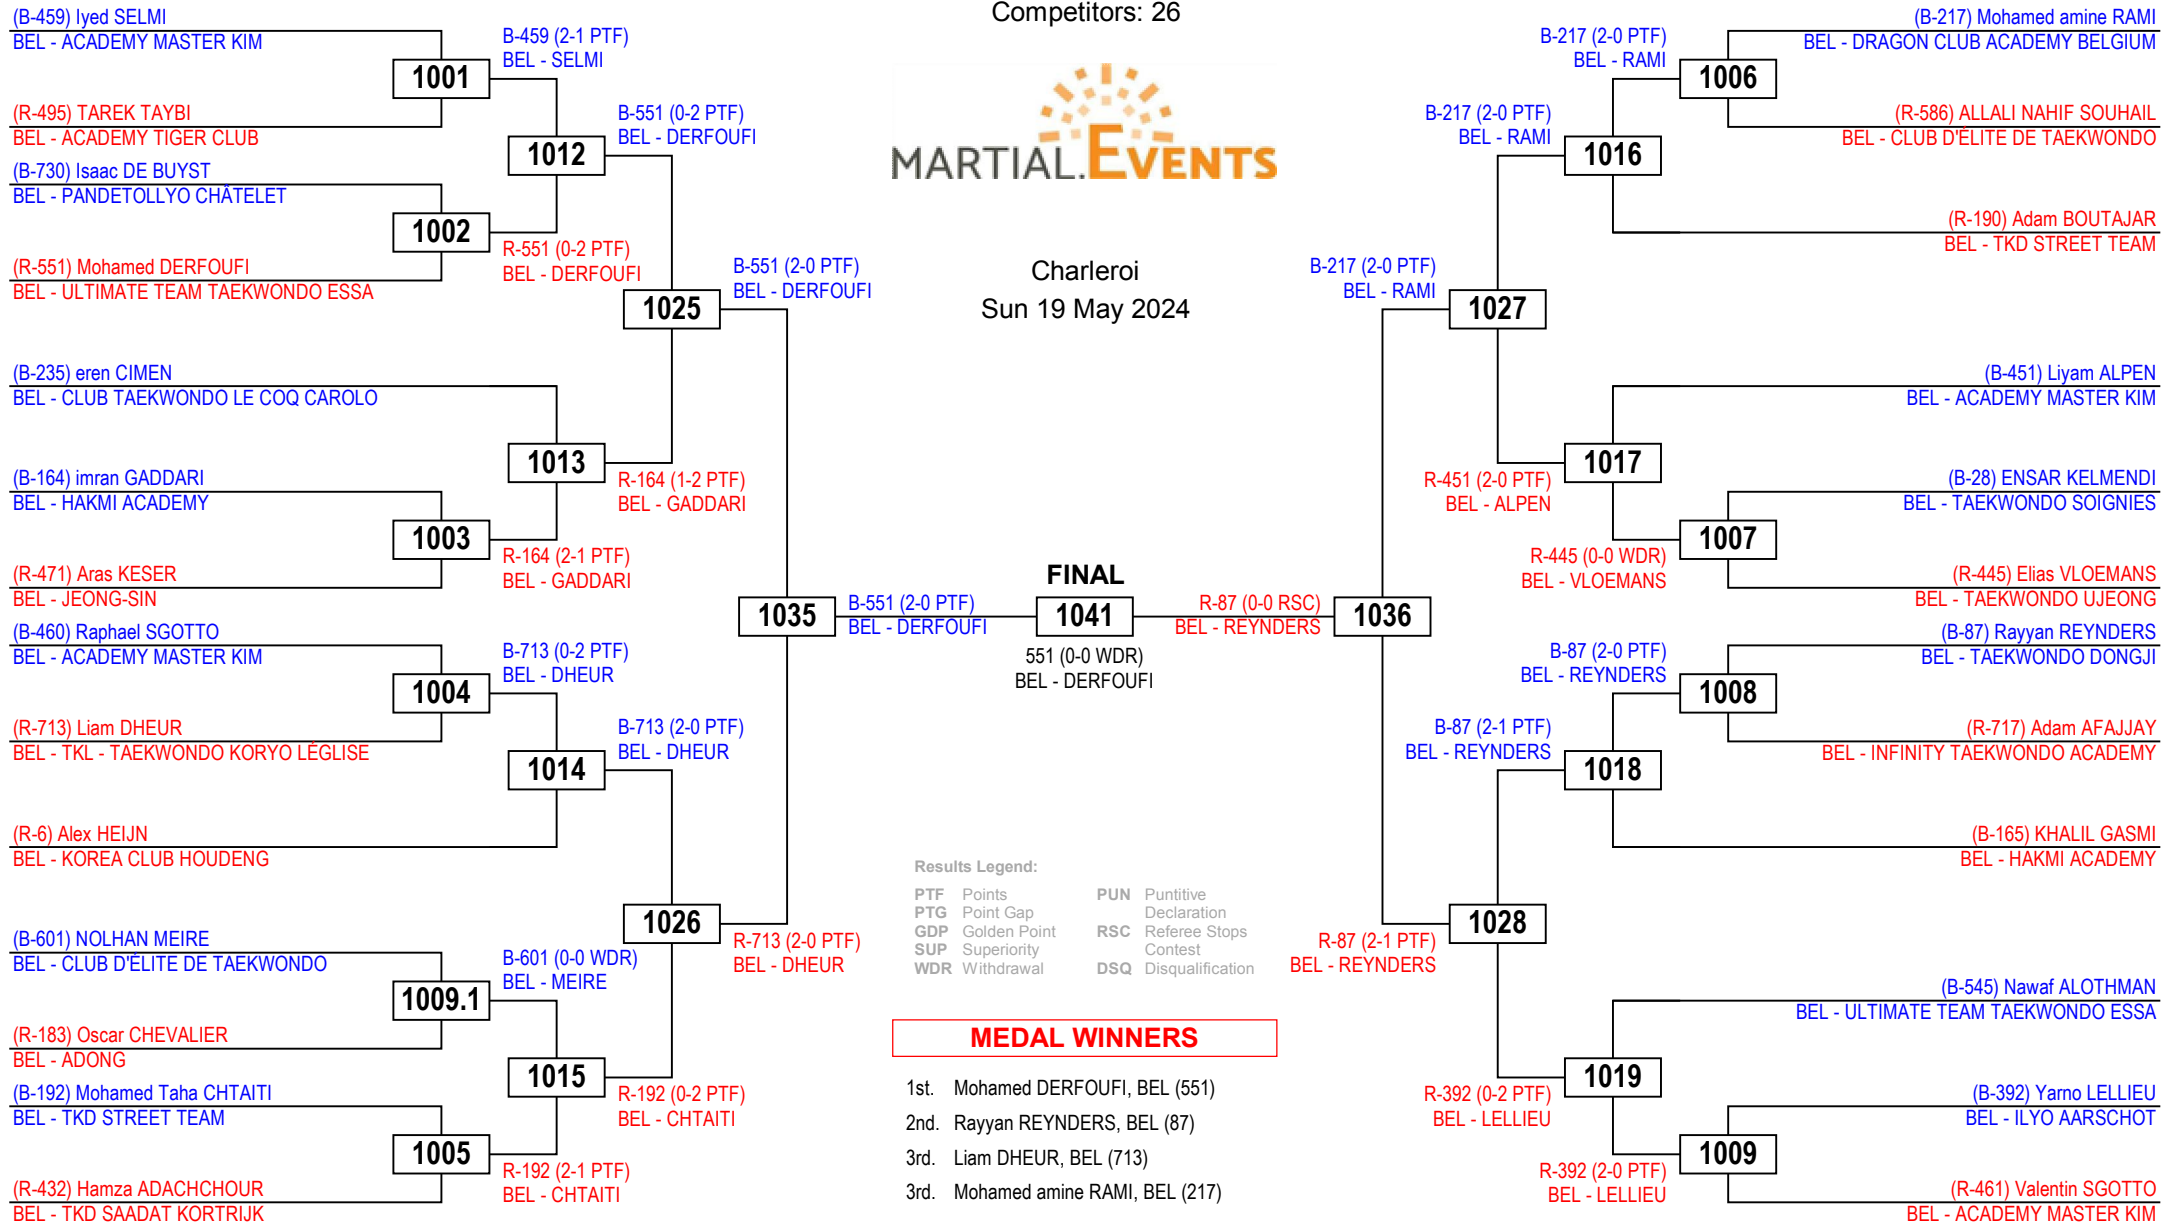 Competitors: 26
MARTIAL.EVENTS
Charleroi
Sun 19 May 2024
(B-459) Iyed SELMI
BEL - ACADEMY MASTER KIM
1001
(R-495) TAREK TAYBI
BEL - ACADEMY TIGER CLUB
(B-730) Isaac DE BUYST
BEL - PANDETOLLYO CHÂTELET
1002
(R-551) Mohamed DERFOUFI
BEL - ULTIMATE TEAM TAEKWONDO ESSA
(B-235) eren CIMEN
BEL - CLUB TAEKWONDO LE COQ CAROLO
(B-164) imran GADDARI
BEL - HAKMI ACADEMY
1003
(R-471) Aras KESER
BEL - JEONG-SIN
(B-460) Raphael SGOTTO
BEL - ACADEMY MASTER KIM
1004
(R-713) Liam DHEUR
BEL - TKL - TAEKWONDO KORYO LÉGLISE
(R-6) Alex HEIJN
BEL - KOREA CLUB HOUDENG
(B-601) NOLHAN MEIRE
BEL - CLUB D'ÉLITE DE TAEKWONDO
1009.1
(R-183) Oscar CHEVALIER
BEL - ADONG
(B-192) Mohamed Taha CHTAITI
BEL - TKD STREET TEAM
1005
(R-432) Hamza ADACHCHOUR
BEL - TKD SAADAT KORTRIJK
B-459 (2-1 PTF)
BEL - SELMI
1012
R-551 (0-2 PTF)
BEL - DERFOUFI
1013
R-164 (2-1 PTF)
BEL - GADDARI
B-713 (0-2 PTF)
BEL - DHEUR
1014
B-601 (0-0 WDR)
BEL - MEIRE
1015
R-192 (2-1 PTF)
BEL - CHTAITI
B-551 (0-2 PTF)
BEL - DERFOUFI
1025
R-164 (1-2 PTF)
BEL - GADDARI
B-713 (2-0 PTF)
BEL - DHEUR
1026
R-192 (0-2 PTF)
BEL - CHTAITI
B-551 (2-0 PTF)
BEL - DERFOUFI
1035
R-713 (2-0 PTF)
BEL - DHEUR
B-551 (2-0 PTF)
BEL - DERFOUFI
FINAL
1041
551 (0-0 WDR)
BEL - DERFOUFI
R-87 (0-0 RSC)
BEL - REYNDERS
B-217 (2-0 PTF)
BEL - RAMI
1036
R-87 (2-1 PTF)
BEL - REYNDERS
B-217 (2-0 PTF)
BEL - RAMI
1027
R-451 (2-0 PTF)
BEL - ALPEN
B-87 (2-1 PTF)
BEL - REYNDERS
1028
R-392 (0-2 PTF)
BEL - LELLIEU
B-217 (2-0 PTF)
BEL - RAMI
1016
1017
R-445 (0-0 WDR)
BEL - VLOEMANS
B-87 (2-0 PTF)
BEL - REYNDERS
1018
1019
R-392 (2-0 PTF)
BEL - LELLIEU
(B-217) Mohamed amine RAMI
BEL - DRAGON CLUB ACADEMY BELGIUM
1006
(R-586) ALLALI NAHIF SOUHAIL
BEL - CLUB D'ÉLITE DE TAEKWONDO
(R-190) Adam BOUTAJAR
BEL - TKD STREET TEAM
(B-451) Liyam ALPEN
BEL - ACADEMY MASTER KIM
(B-28) ENSAR KELMENDI
BEL - TAEKWONDO SOIGNIES
1007
(R-445) Elias VLOEMANS
BEL - TAEKWONDO UJEONG
(B-87) Rayyan REYNDERS
BEL - TAEKWONDO DONGJI
1008
(R-717) Adam AFAJJAY
BEL - INFINITY TAEKWONDO ACADEMY
(B-165) KHALIL GASMI
BEL - HAKMI ACADEMY
(B-545) Nawaf ALOTHMAN
BEL - ULTIMATE TEAM TAEKWONDO ESSA
(B-392) Yarno LELLIEU
BEL - ILYO AARSCHOT
1009
(R-461) Valentin SGOTTO
BEL - ACADEMY MASTER KIM
Results Legend:
PTF Points
PTG Point Gap
GDP Golden Point
SUP Superiority
WDR Withdrawal
PUN Puntitive
Declaration
RSC Referee Stops
Contest
DSQ Disqualification
MEDAL WINNERS
1st. Mohamed DERFOUFI, BEL (551)
2nd. Rayyan REYNDERS, BEL (87)
3rd. Liam DHEUR, BEL (713)
3rd. Mohamed amine RAMI, BEL (217)